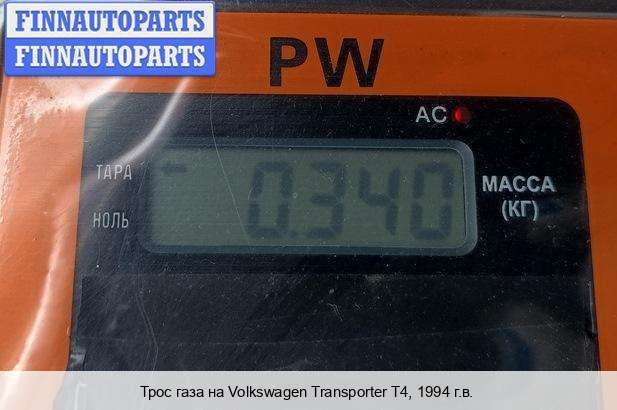 FINNAUTOPARTS
FINNAUTOPARTS
PW
AC
ТАРА
0.340
МАССА
(КГ)
НОЛЬ
Трос газа на Volkswagen Transporter T4, 1994 г.в.